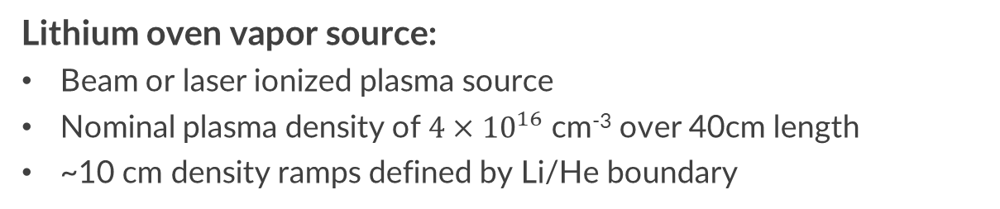 Lithium oven vapor source:
• Beam or laser ionized plasma source
• Nominal plasma density of 4 × 10¹⁶ cm⁻³ over 40cm length
• ~10 cm density ramps defined by Li/He boundary